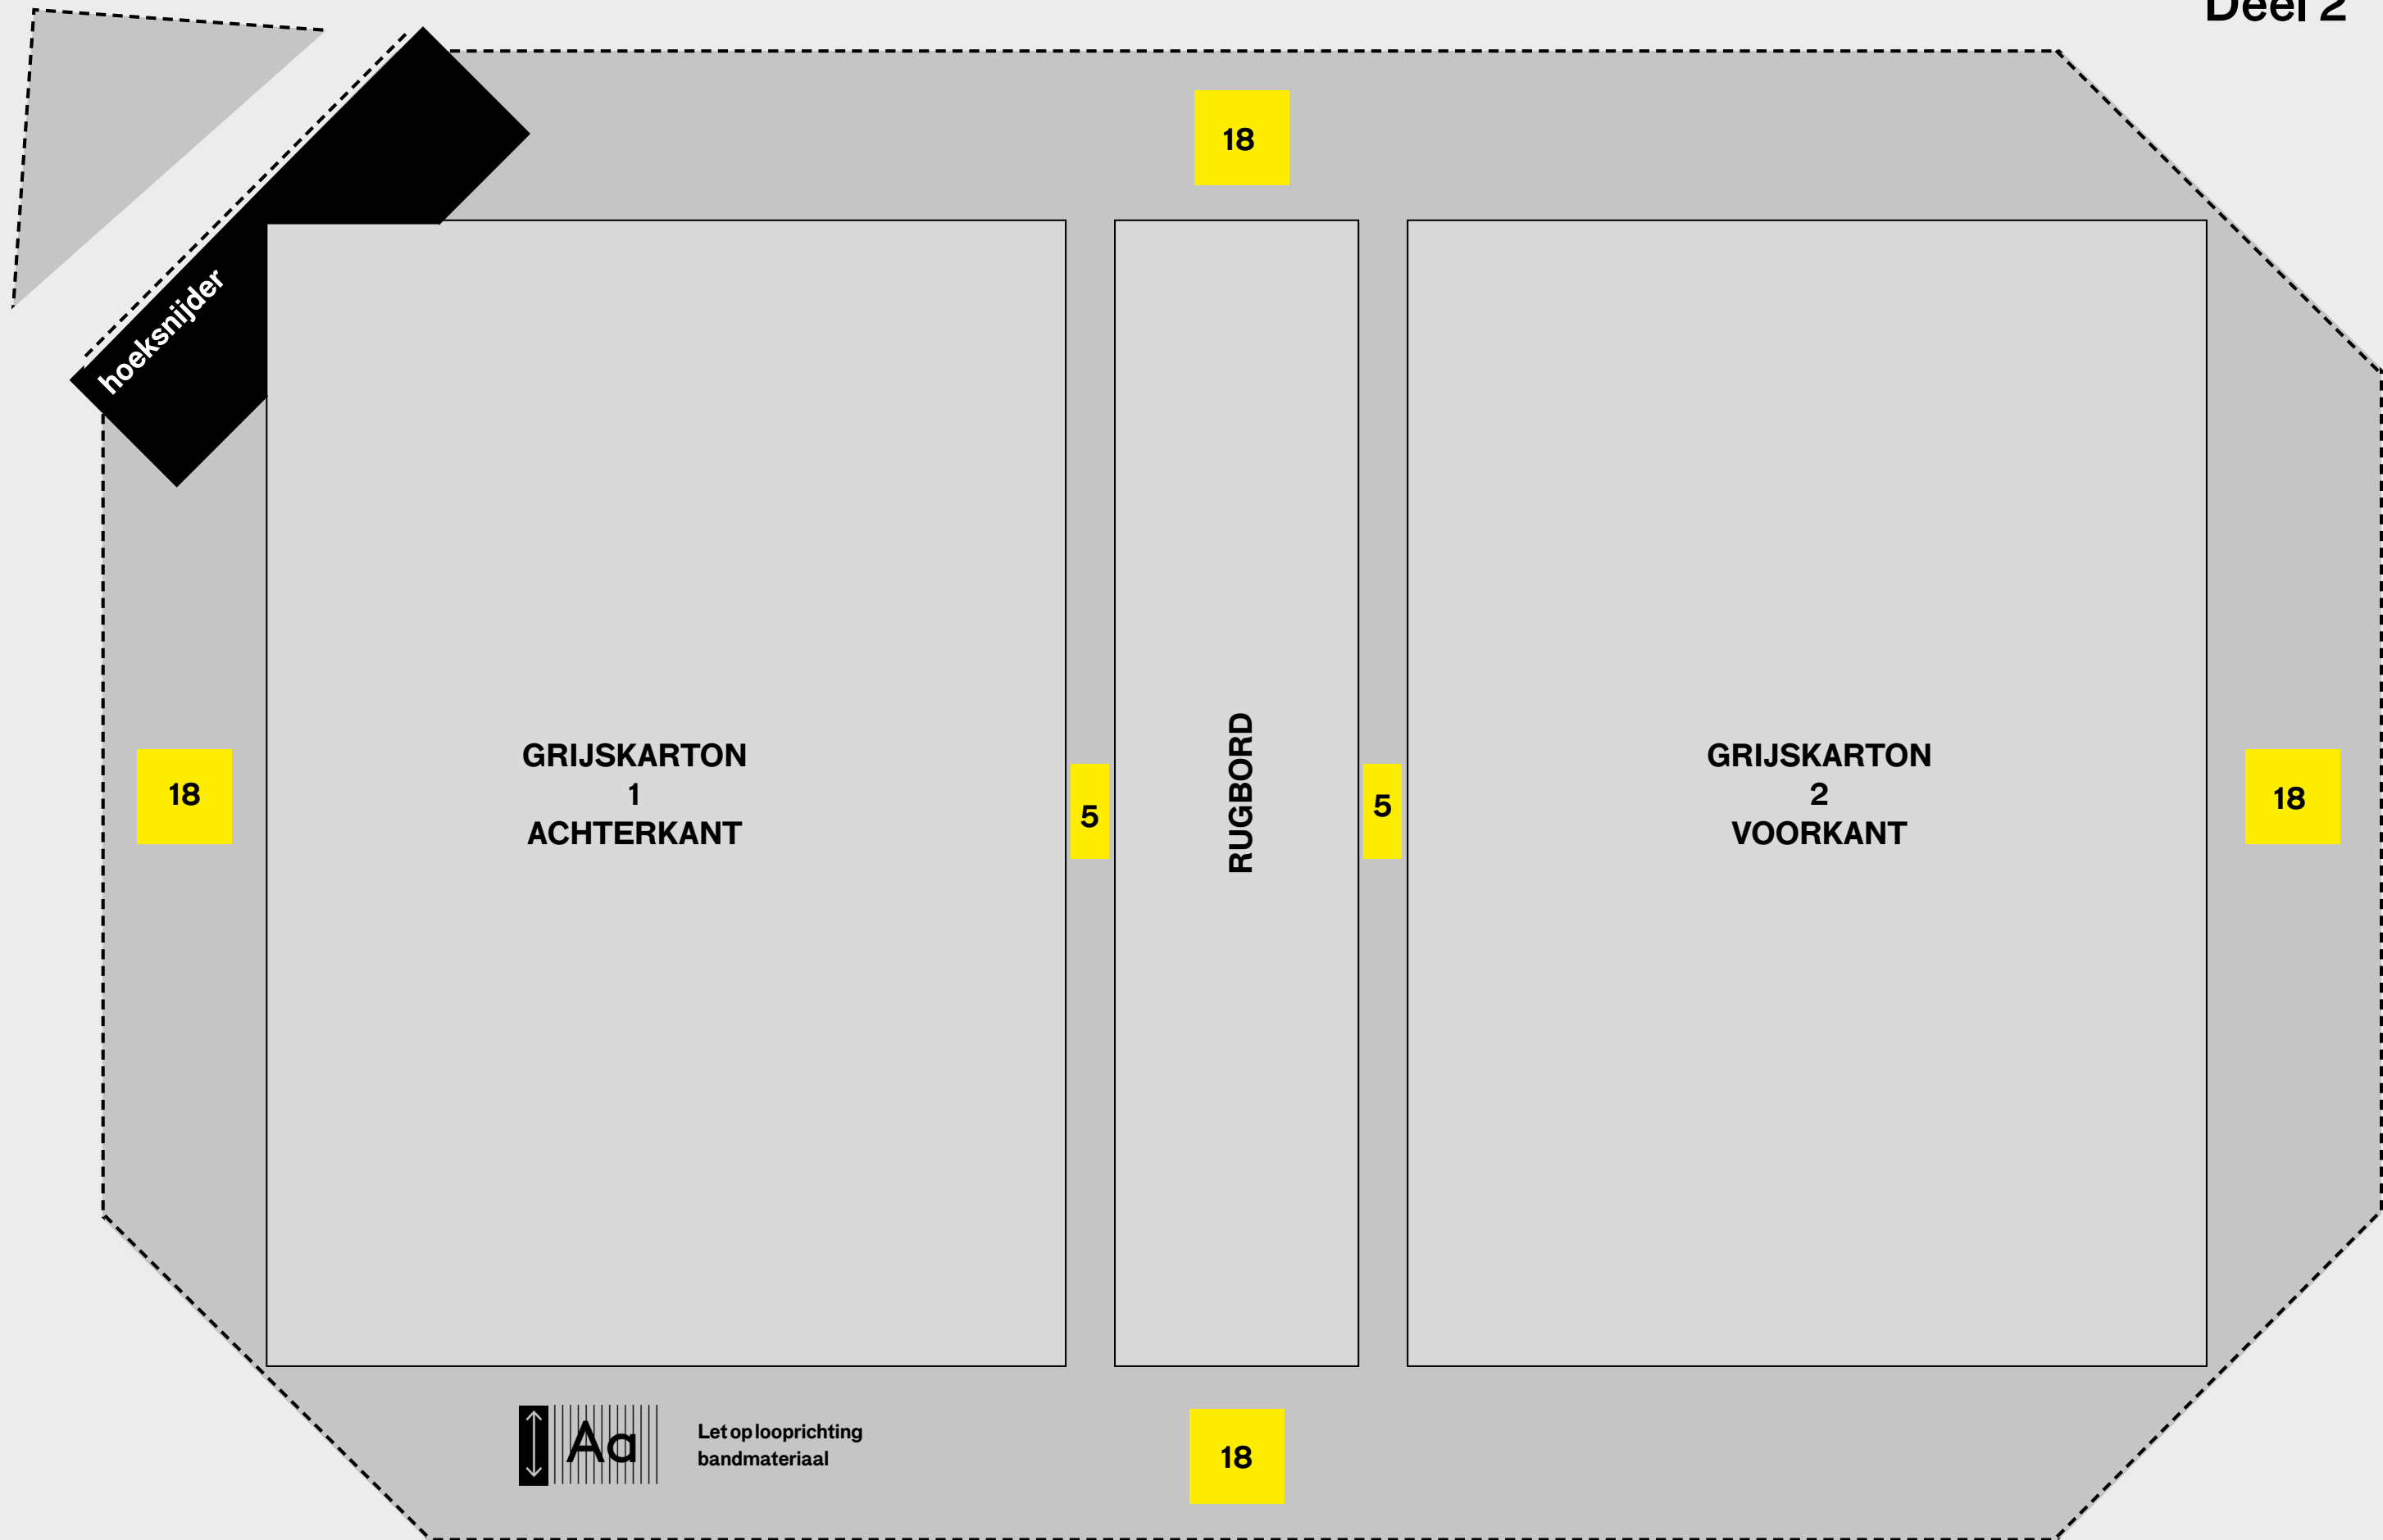 Deel 2
18
hoeksnijder
GRIJSKARTON
1
ACHTERKANT
18
5
RUGBORD
5
GRIJSKARTON
2
VOORKANT
18
Aa
Let op looprichting
bandmateriaal
18